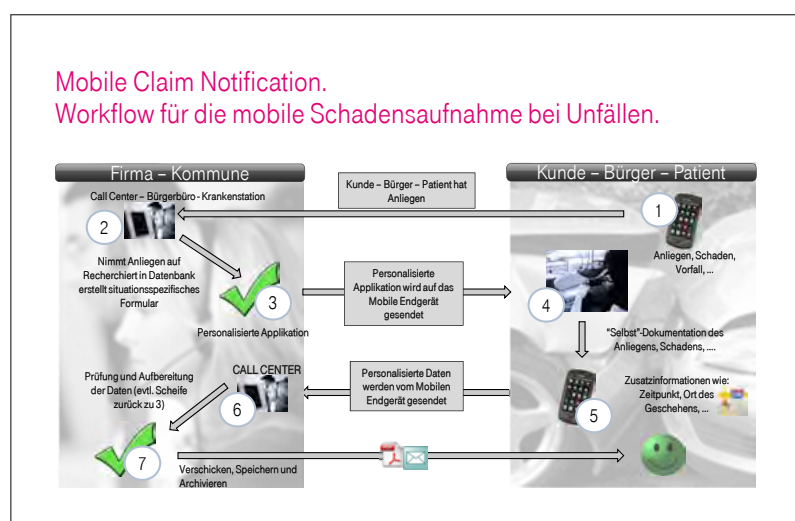 Mobile Claim Notification.
Workflow für die mobile Schadensaufnahme bei Unfällen.
Firma – Kommune
Kunde – Bürger – Patient
Call Center – Bürgerbüro - Krankenstation
Kunde – Bürger – Patient hat
Anliegen
1
2
Anliegen, Schaden,
Vorfall, ...
Nimmt Anliegen auf
Recherchiert in Datenbank
erstellt situationsspezifisches
Formular
3
Personalisierte Applikation
Personalisierte
Applikation wird auf das
Mobile Endgerät
gesendet
4
"Selbst"-Dokumentation des
Anliegens, Schadens, ....
Prüfung und Aufbereitung
der Daten (evtl. Scheife
zurück zu 3)
CALL CENTER
6
Personalisierte Daten
werden vom Mobilen
Endgerät gesendet
5
Zusatzinformationen wie:
Zeitpunkt, Ort des
Geschehens, ...
7
Verschicken, Speichern und
Archivieren